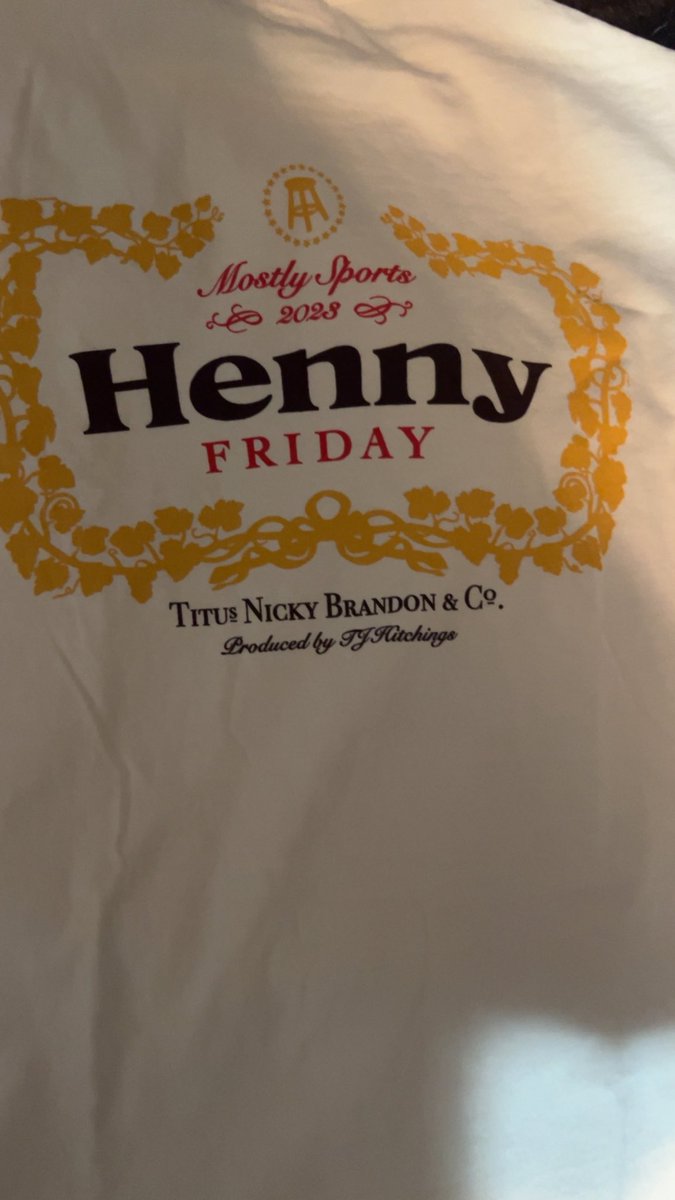 Mostly Sports
2023
Henny
FRIDAY
TITUS NICKY BRANDON & Co.
Produced by TJ Hitchings